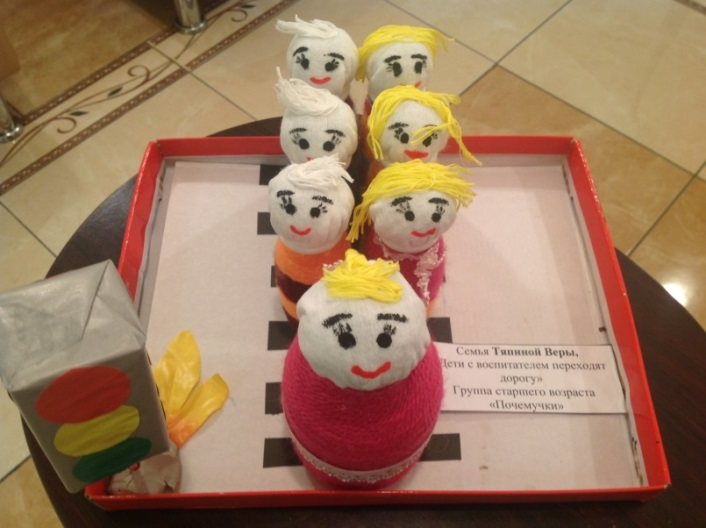 Семья Тяпиной Веры,
Дети с воспитателем переходят
дорогу»
Группа старшего возраста
«Почемучки»